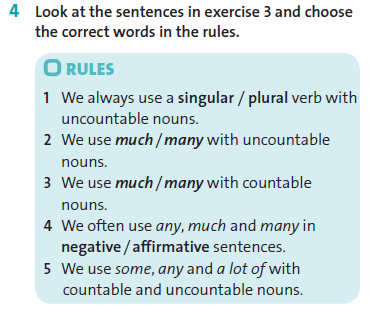 4 Look at the sentences in exercise 3 and choose
the correct words in the rules.
RULES
1 We always use a singular / plural verb with
uncountable nouns.
2 We use much / many with uncountable
nouns.
3 We use much / many with countable
nouns.
4 We often use any, much and many in
negative / affirmative sentences.
5 We use some, any and a lot of with
countable and uncountable nouns.